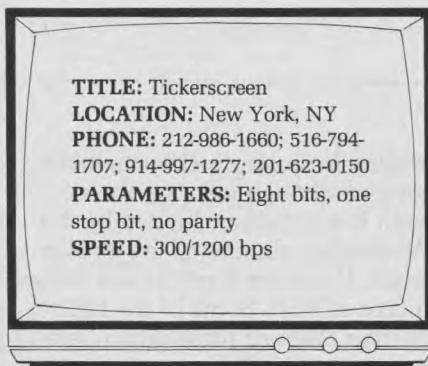 TITLE: Tickerscreen
LOCATION: New York, NY
PHONE: 212-986-1660; 516-794-
1707; 914-997-1277; 201-623-0150
PARAMETERS: Eight bits, one
stop bit, no parity
SPEED: 300/1200 bps